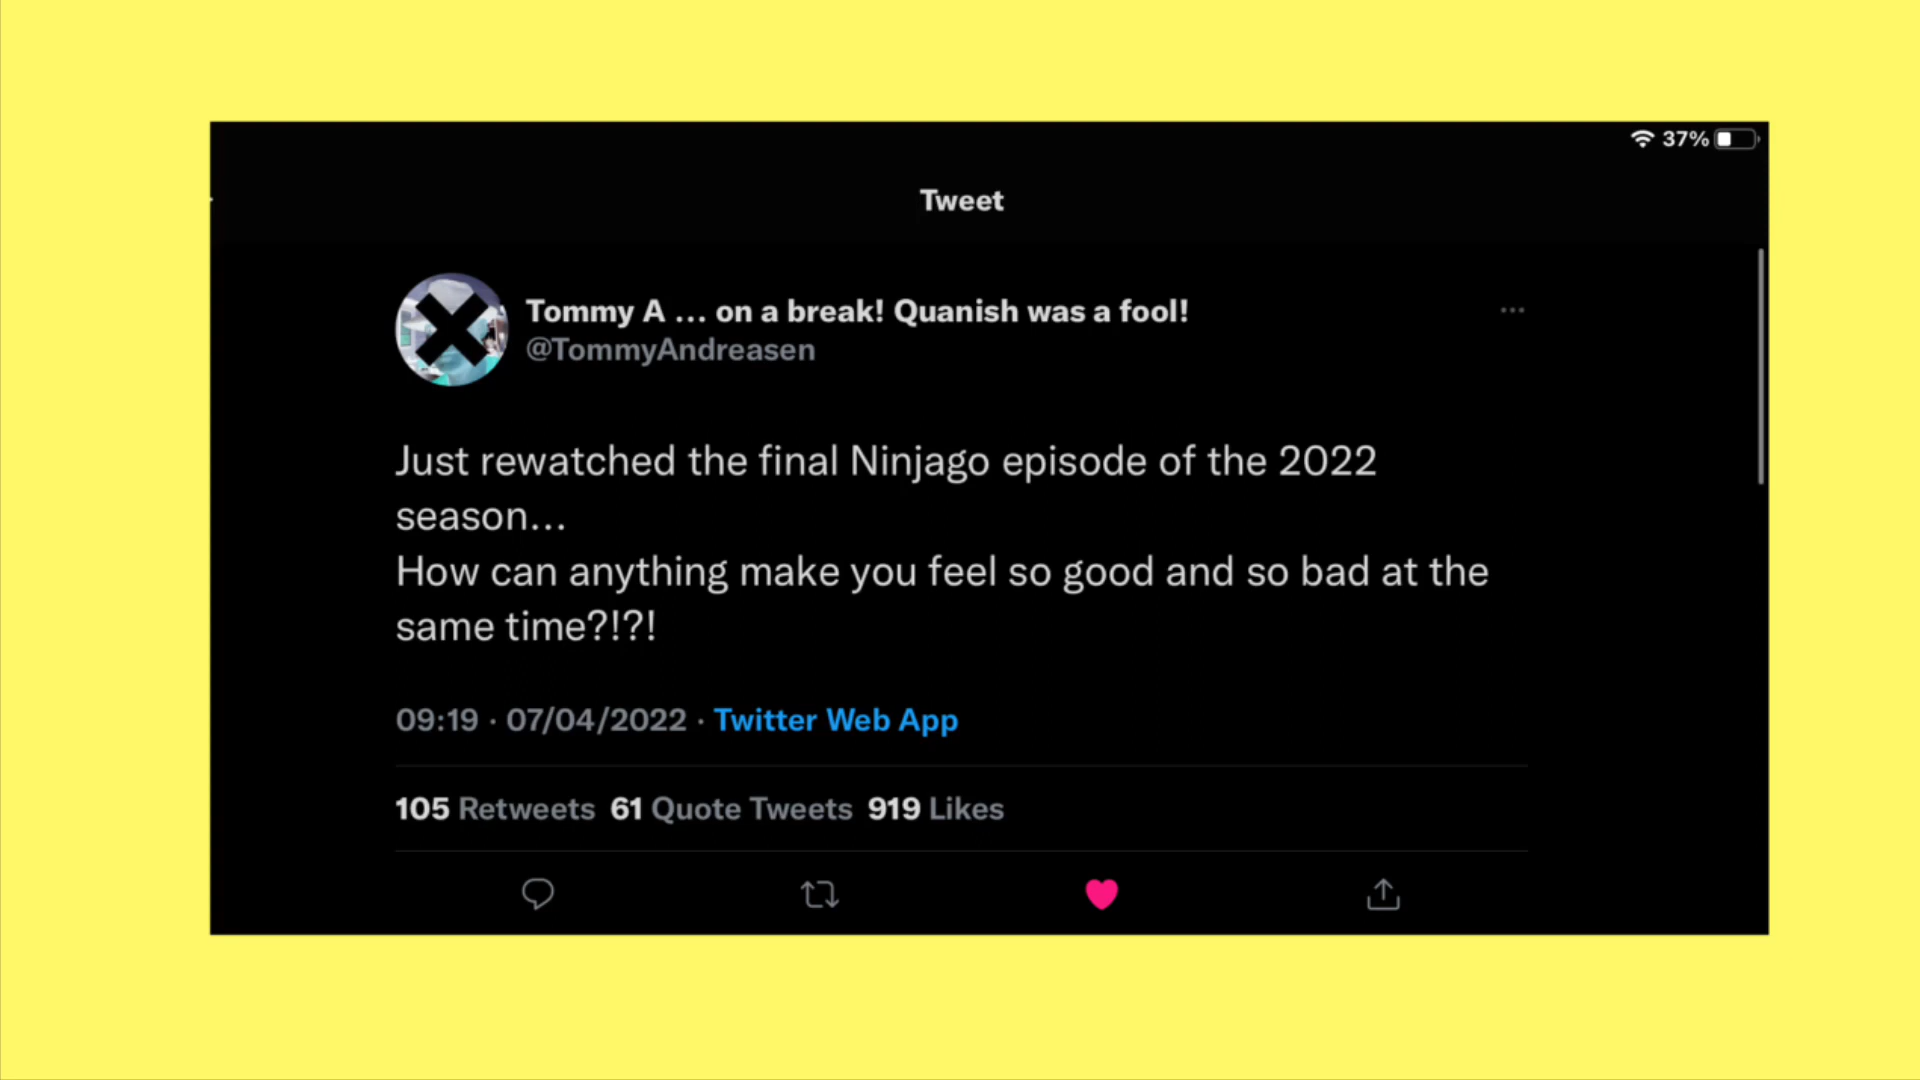 37%
Tweet
Tommy A ... on a break! Quanish was a fool!
@TommyAndreasen
Just rewatched the final Ninjago episode of the 2022
season...
How can anything make you feel so good and so bad at the
same time?!?!
09:19 · 07/04/2022 · Twitter Web App
105 Retweets 61 Quote Tweets 919 Likes